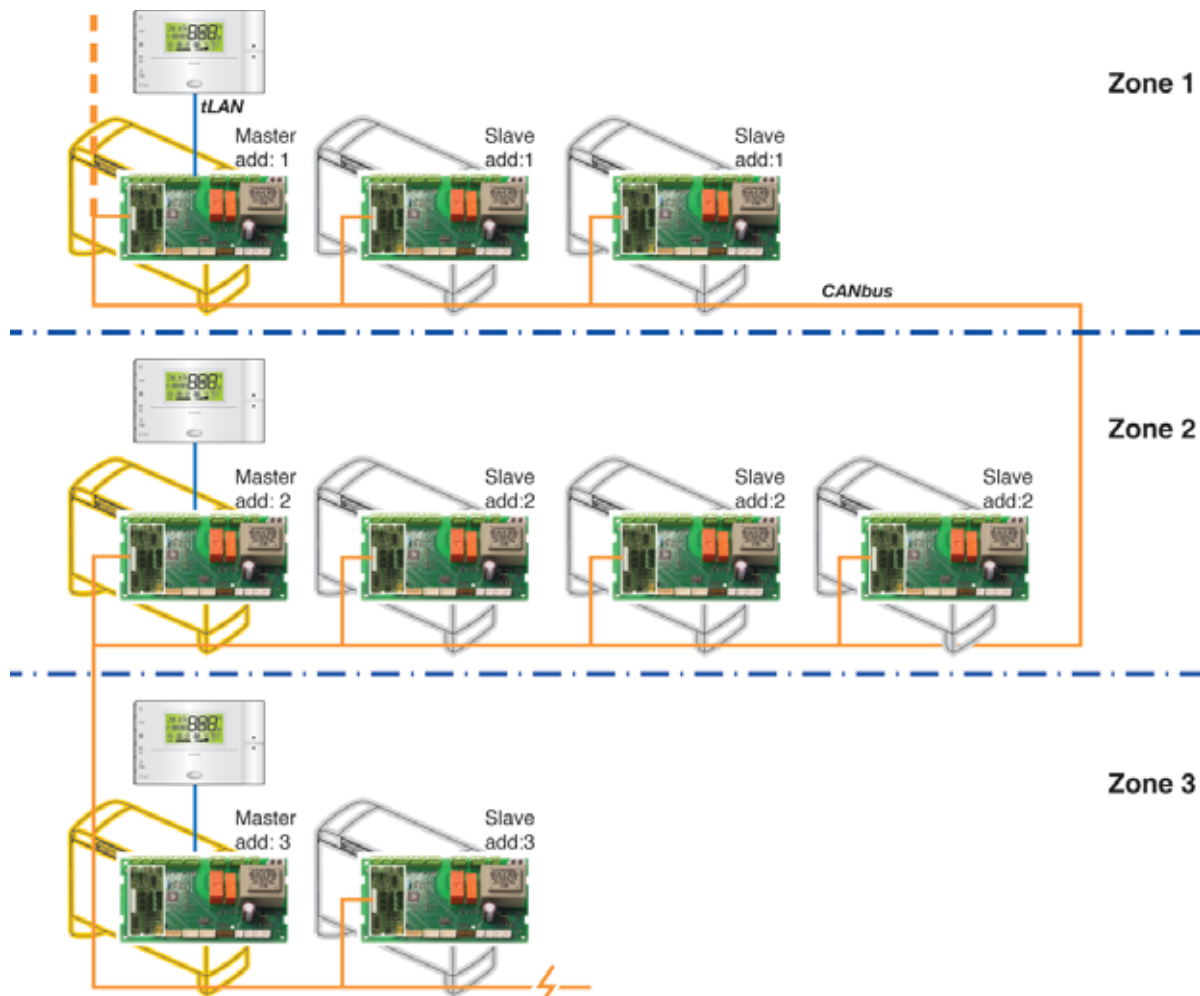 Zone 1
tLAN
Master
add: 1
Slave
add:1
Slave
add:1
CANbus
Zone 2
Master
add: 2
Slave
add:2
Slave
add:2
Slave
add:2
Zone 3
Master
add: 3
Slave
add:3